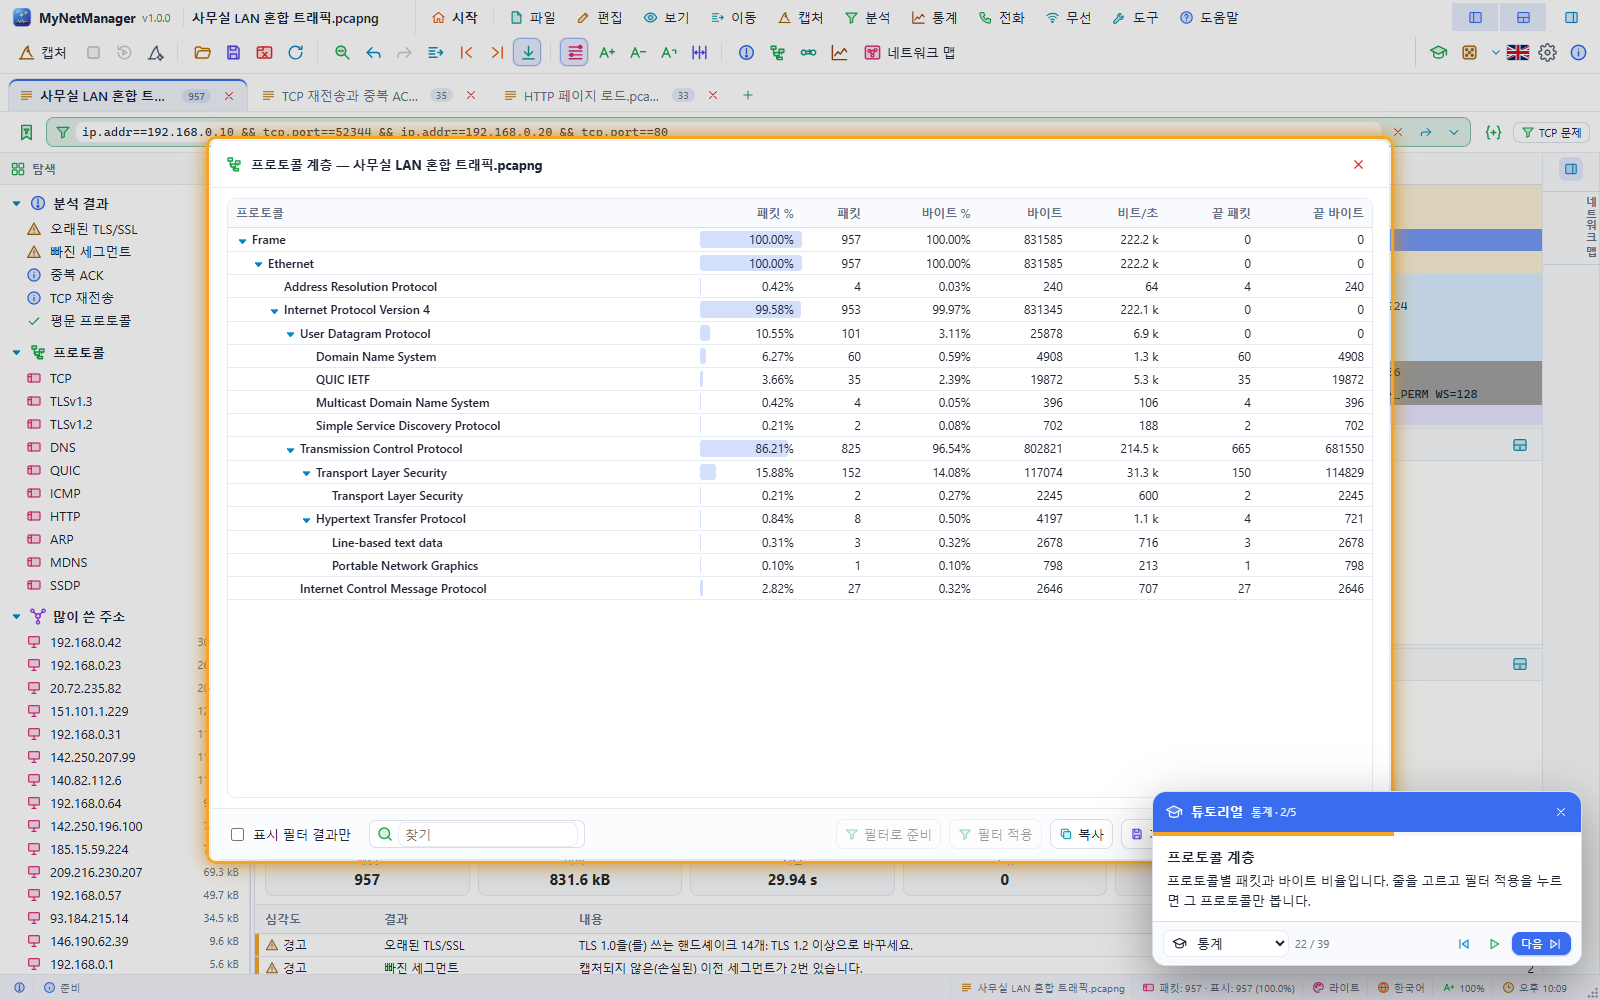 MyNetManager v1.0.0 사무실 LAN 혼합 트래픽.pcapng 시작 파일 편집 보기 이동 캡처 분석 통계 전화 무선 도구 도움말
캡처 네트워크 맵
사무실 LAN 혼합 트... 957 TCP 재전송과 중복 AC... 35 HTTP 페이지 로드.pca... 33
ip.addr==192.168.0.10 && tcp.port==52344 && ip.addr==192.168.0.20 && tcp.port==80 TCP 문제
탐색
분석 결과
오래된 TLS/SSL
빠진 세그먼트
중복 ACK
TCP 재전송
평문 프로토콜
프로토콜
TCP
TLSv1.3
TLSv1.2
DNS
QUIC
ICMP
HTTP
ARP
MDNS
SSDP
많이 쓴 주소
192.168.0.42
192.168.0.23
20.72.235.82
151.101.1.229
192.168.0.31
142.250.207.99
140.82.112.6
192.168.0.64
142.250.196.100
185.15.59.224
209.216.230.207 69.3 kB
192.168.0.57 49.7 kB
93.184.215.14 34.5 kB
146.190.62.39 9.6 kB
192.168.0.1 5.6 kB
프로토콜 계층 — 사무실 LAN 혼합 트래픽.pcapng
프로토콜 패킷 % 패킷 바이트 % 바이트 비트/초 끝 패킷 끝 바이트
Frame 100.00% 957 100.00% 831585 222.2 k 0 0
Ethernet 100.00% 957 100.00% 831585 222.2 k 0 0
Address Resolution Protocol 0.42% 4 0.03% 240 64 4 240
Internet Protocol Version 4 99.58% 953 99.97% 831345 222.1 k 0 0
User Datagram Protocol 10.55% 101 3.11% 25878 6.9 k 0 0
Domain Name System 6.27% 60 0.59% 4908 1.3 k 60 4908
QUIC IETF 3.66% 35 2.39% 19872 5.3 k 35 19872
Multicast Domain Name System 0.42% 4 0.05% 396 106 4 396
Simple Service Discovery Protocol 0.21% 2 0.08% 702 188 2 702
Transmission Control Protocol 86.21% 825 96.54% 802821 214.5 k 665 681550
Transport Layer Security 15.88% 152 14.08% 117074 31.3 k 150 114829
Transport Layer Security 0.21% 2 0.27% 2245 600 2 2245
Hypertext Transfer Protocol 0.84% 8 0.50% 4197 1.1 k 4 721
Line-based text data 0.31% 3 0.32% 2678 716 3 2678
Portable Network Graphics 0.10% 1 0.10% 798 213 1 798
Internet Control Message Protocol 2.82% 27 0.32% 2646 707 27 2646
표시 필터 결과만 찾기 필터로 준비 필터 적용 복사
네트워크 맵
24
_PERM WS=128
957 831.6 kB 29.94 s 0
심각도 결과 내용
경고 오래된 TLS/SSL TLS 1.0을(를) 쓰는 핸드셰이크 14개: TLS 1.2 이상으로 바꾸세요.
경고 빠진 세그먼트 캡처되지 않은(손실된) 이전 세그먼트가 2번 있습니다. 2
튜토리얼 통계 · 2/5
프로토콜 계층
프로토콜별 패킷과 바이트 비율입니다. 줄을 고르고 필터 적용을 누르
면 그 프로토콜만 봅니다.
통계 22 / 39 다음
준비 사무실 LAN 혼합 트래픽.pcapng 패킷: 957 · 표시: 957 (100.0%) 라이트 한국어 100% 오후 10:09